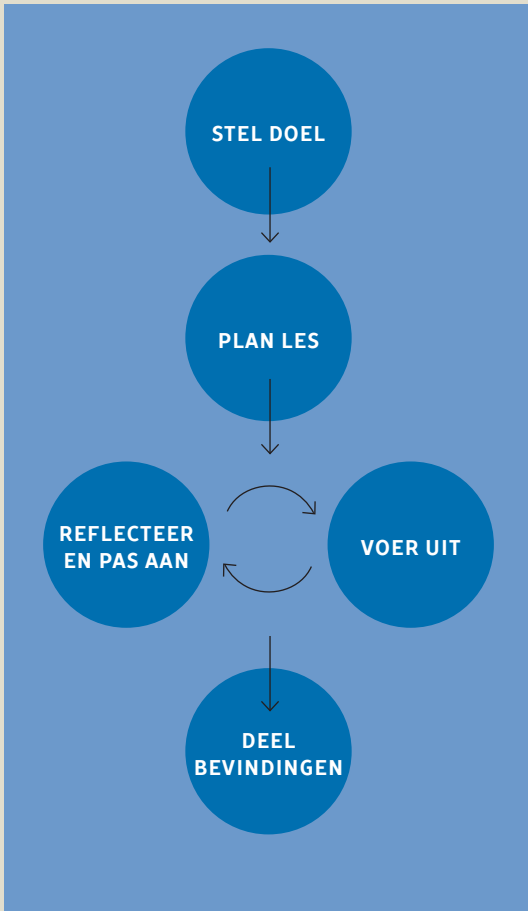 STEL DOEL
PLAN LES
REFLECTEER
EN PAS AAN
VOER UIT
DEEL
BEVINDINGEN